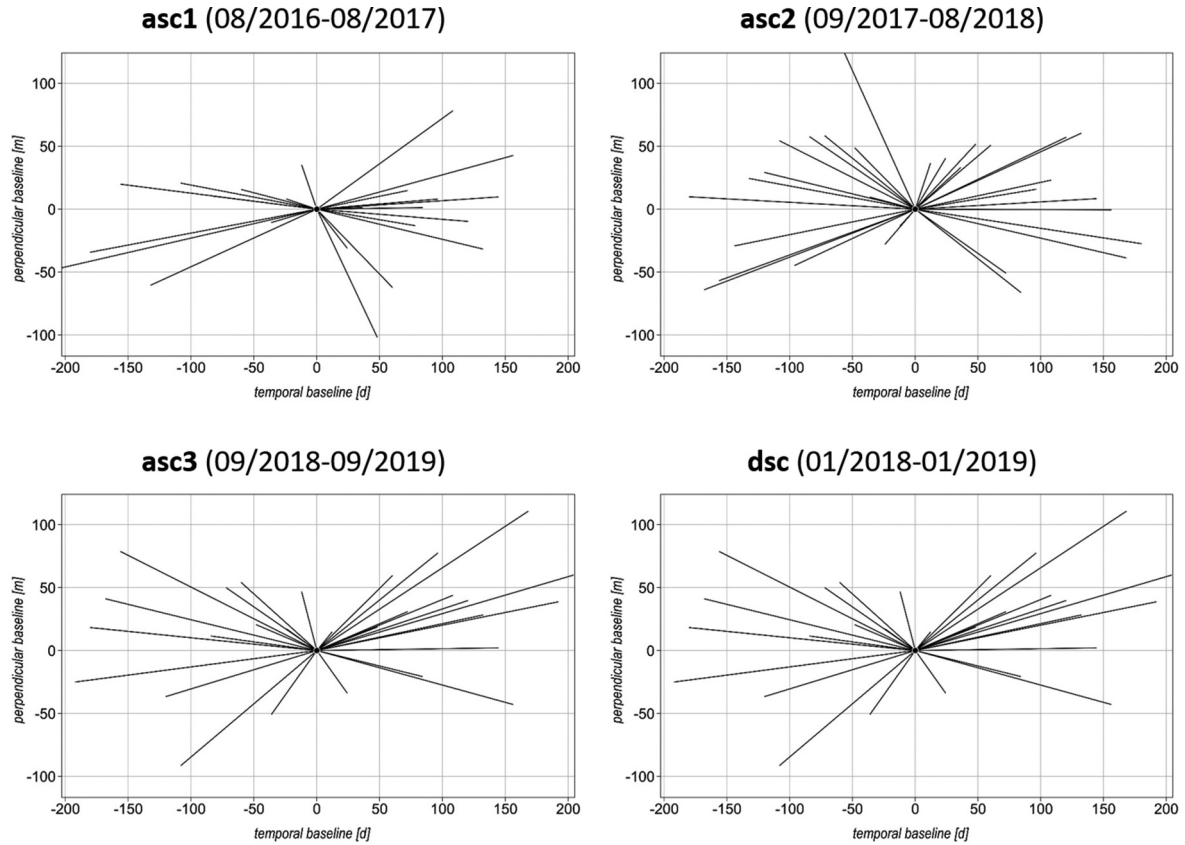 asc1 (08/2016-08/2017)
100
50
0
-50
-100
perpendicular baseline [m]
-200 -150 -100 -50 0 50 100 150 200
temporal baseline [d]
asc2 (09/2017-08/2018)
100
50
0
-50
-100
perpendicular baseline [m]
-200 -150 -100 -50 0 50 100 150 200
temporal baseline [d]
asc3 (09/2018-09/2019)
100
50
0
-50
-100
perpendicular baseline [m]
-200 -150 -100 -50 0 50 100 150 200
temporal baseline [d]
dsc (01/2018-01/2019)
100
50
0
-50
-100
perpendicular baseline [m]
-200 -150 -100 -50 0 50 100 150 200
temporal baseline [d]